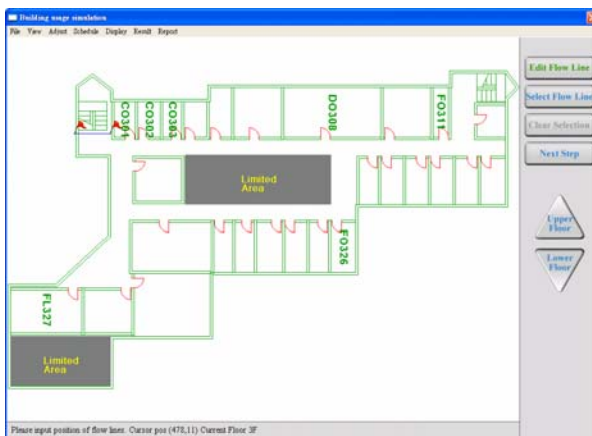 Building usage simulation
File View Adjust Schedule Display Result Report
Edit Flow Line
Select Flow Line
Clear Selection
Next Step
Upper
Floor
Lower
Floor
CO301
CO302
CO303
DO308
FO311
Limited
Area
FO326
FL327
Limited
Area
Please input position of flow lines. Cursor pos (478,11) Current Floor 3F